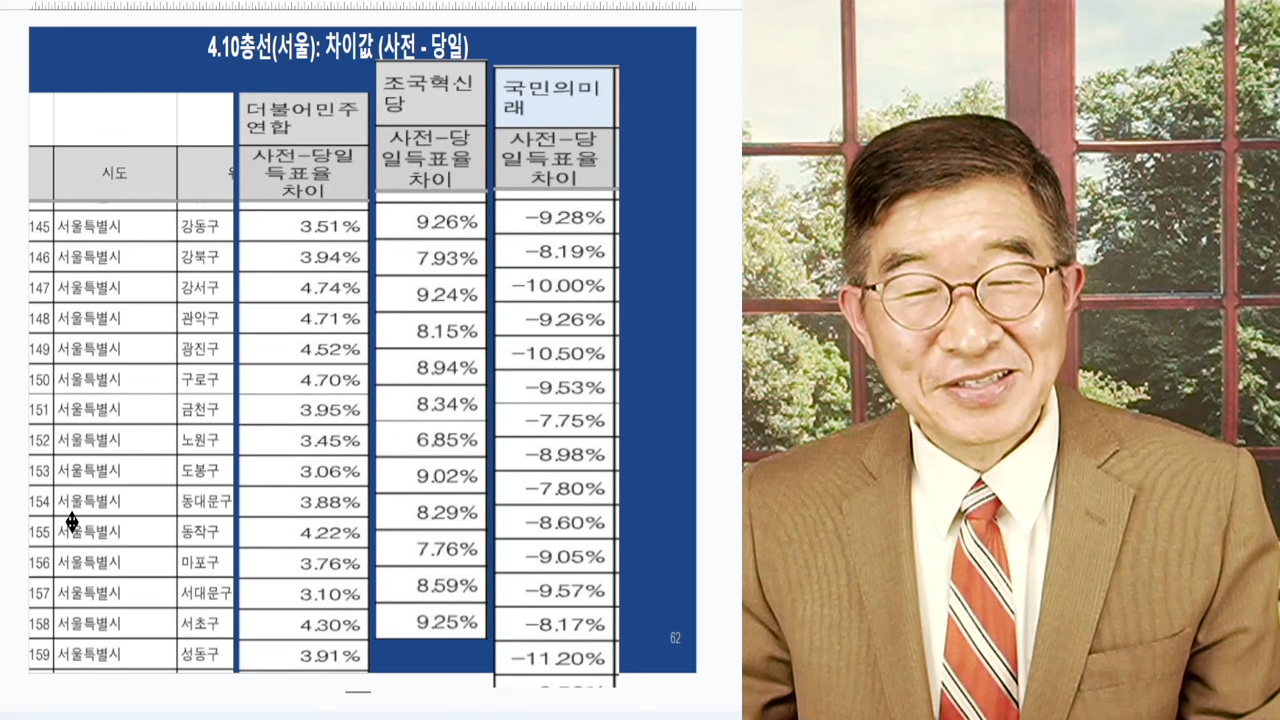 4.10총선(서울): 차이값 (사전 - 당일)
더불어민주
연합
조국혁신
당
국민의미
래
시도
사전-당일
득표율
차이
사전-당
일득표율
차이
사전-당
일득표율
차이
145 서울특별시 강동구 3.51% 9.26% -9.28%
146 서울특별시 강북구 3.94% 7.93% -8.19%
147 서울특별시 강서구 4.74% 9.24% -10.00%
148 서울특별시 관악구 4.71% 8.15% -9.26%
149 서울특별시 광진구 4.52% 8.94% -10.50%
150 서울특별시 구로구 4.70% 8.34% -9.53%
151 서울특별시 금천구 3.95% 6.85% -7.75%
152 서울특별시 노원구 3.45% 9.02% -8.98%
153 서울특별시 도봉구 3.06% 8.29% -7.80%
154 서울특별시 동대문구 3.88% 7.76% -8.60%
155 서울특별시 동작구 4.22% 8.59% -9.05%
156 서울특별시 마포구 3.76% 9.25% -9.57%
157 서울특별시 서대문구 3.10% -8.17%
158 서울특별시 서초구 4.30% -11.20%
159 서울특별시 성동구 3.91%
62